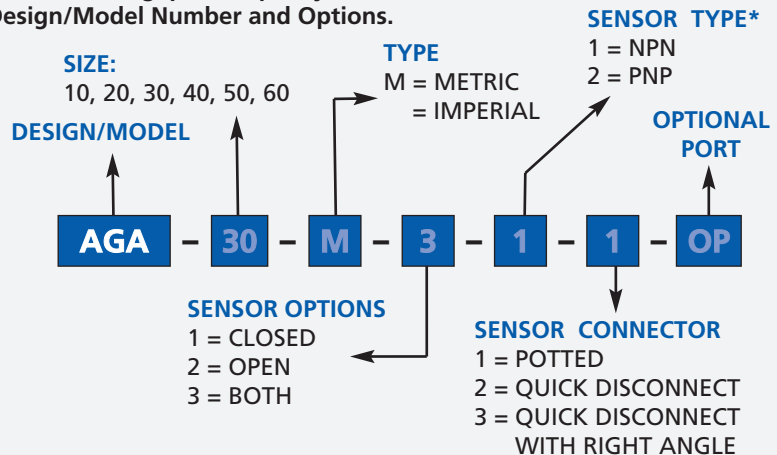 Design/Model Number and Options.
SENSOR TYPE*
1 = NPN
2 = PNP
TYPE
M = METRIC
= IMPERIAL
SIZE:
10, 20, 30, 40, 50, 60
DESIGN/MODEL
OPTIONAL
PORT
AGA – 30 – M – 3 – 1 – 1 – OP
SENSOR OPTIONS
1 = CLOSED
2 = OPEN
3 = BOTH
SENSOR CONNECTOR
1 = POTTED
2 = QUICK DISCONNECT
3 = QUICK DISCONNECT
WITH RIGHT ANGLE